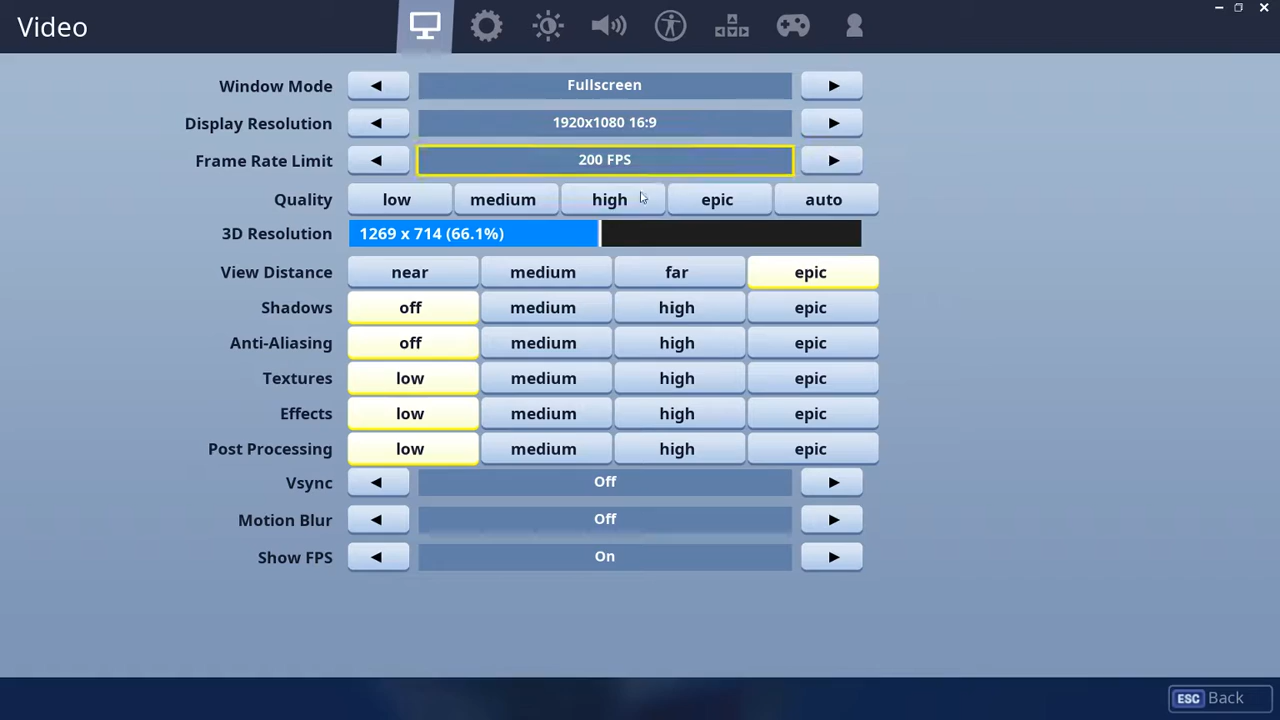 Video
Window Mode ◀ Fullscreen ▶
Display Resolution ◀ 1920x1080 16:9 ▶
Frame Rate Limit ◀ 200 FPS ▶
Quality low medium high epic auto
3D Resolution 1269 x 714 (66.1%)
View Distance near medium far epic
Shadows off medium high epic
Anti-Aliasing off medium high epic
Textures low medium high epic
Effects low medium high epic
Post Processing low medium high epic
Vsync ◀ Off ▶
Motion Blur ◀ Off ▶
Show FPS ◀ On ▶
ESC Back